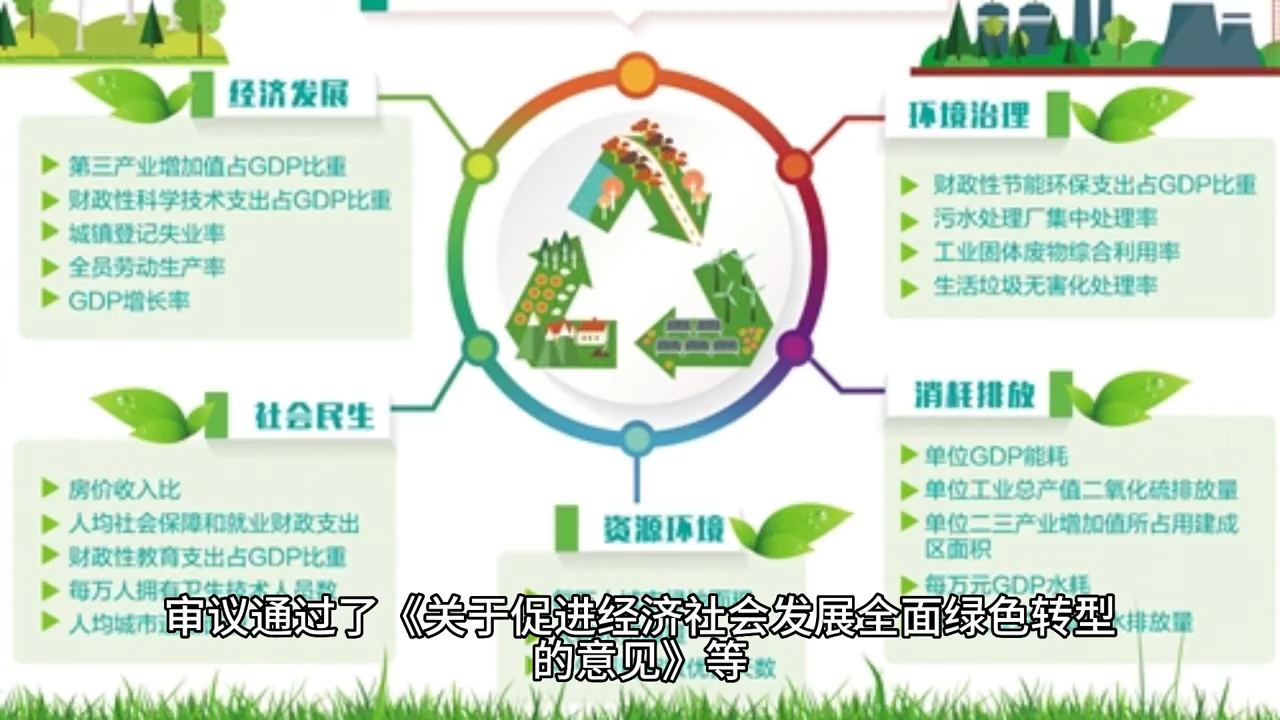 经济发展
第三产业增加值占GDP比重
财政性科学技术支出占GDP比重
城镇登记失业率
全员劳动生产率
GDP增长率
环境治理
财政性节能环保支出占GDP比重
污水处理厂集中处理率
工业固体废物综合利用率
生活垃圾无害化处理率
社会民生
房价收入比
人均社会保障和就业财政支出
财政性教育支出占GDP比重
每万人拥有卫生技术人员数
人均城市
资源环境
消耗排放
单位GDP能耗
单位工业总产值二氧化硫排放量
单位二三产业增加值所占用建成
区面积
每万元GDP水耗
水排放量
审议通过了《关于促进经济社会发展全面绿色转型
的意见》等